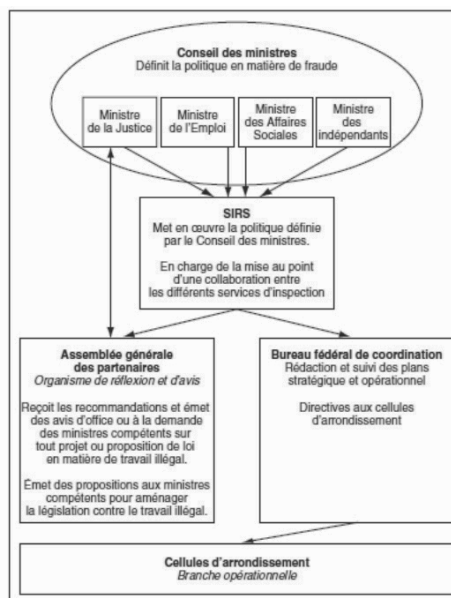 Conseil des ministres
Définit la politique en matière de fraude
Ministre
de la Justice
Ministre
de l'Emploi
Ministre
des Affaires
Sociales
Ministre
des
indépendants
SIRS
Met en œuvre la politique définie
par le Conseil des ministres.
En charge de la mise au point
d'une collaboration entre
les différents services d'inspection
Assemblée générale
des partenaires
Organisme de réflexion et d'avis
Reçoit les recommandations et émet
des avis d'office ou à la demande
des ministres compétents sur
tout projet ou proposition de loi
en matière de travail illégal.
Émet des propositions aux ministres
compétents pour aménager
la législation contre le travail illégal.
Bureau fédéral de coordination
Rédaction et suivi des plans
stratégique et opérationnel
Directives aux cellules
d'arrondissement
Cellules d'arrondissement
Branche opérationnelle